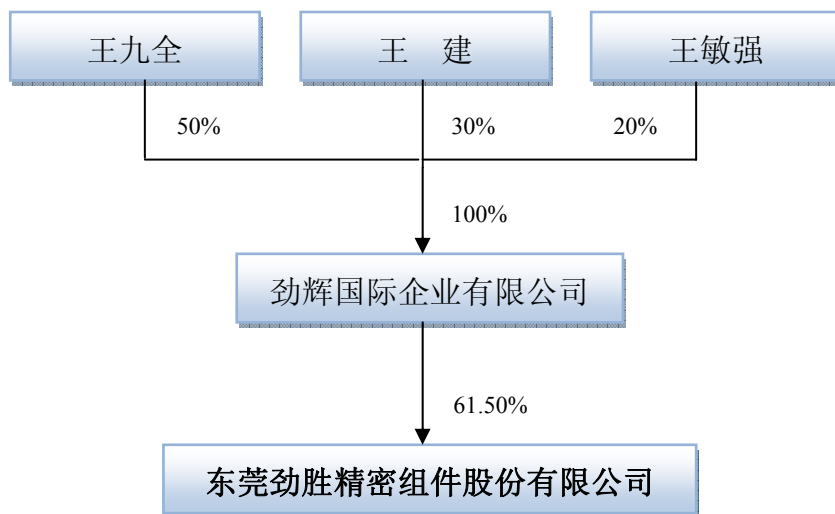 王九全
王 建
王敏强
50%
30%
20%
100%
劲辉国际企业有限公司
61.50%
东莞劲胜精密组件股份有限公司